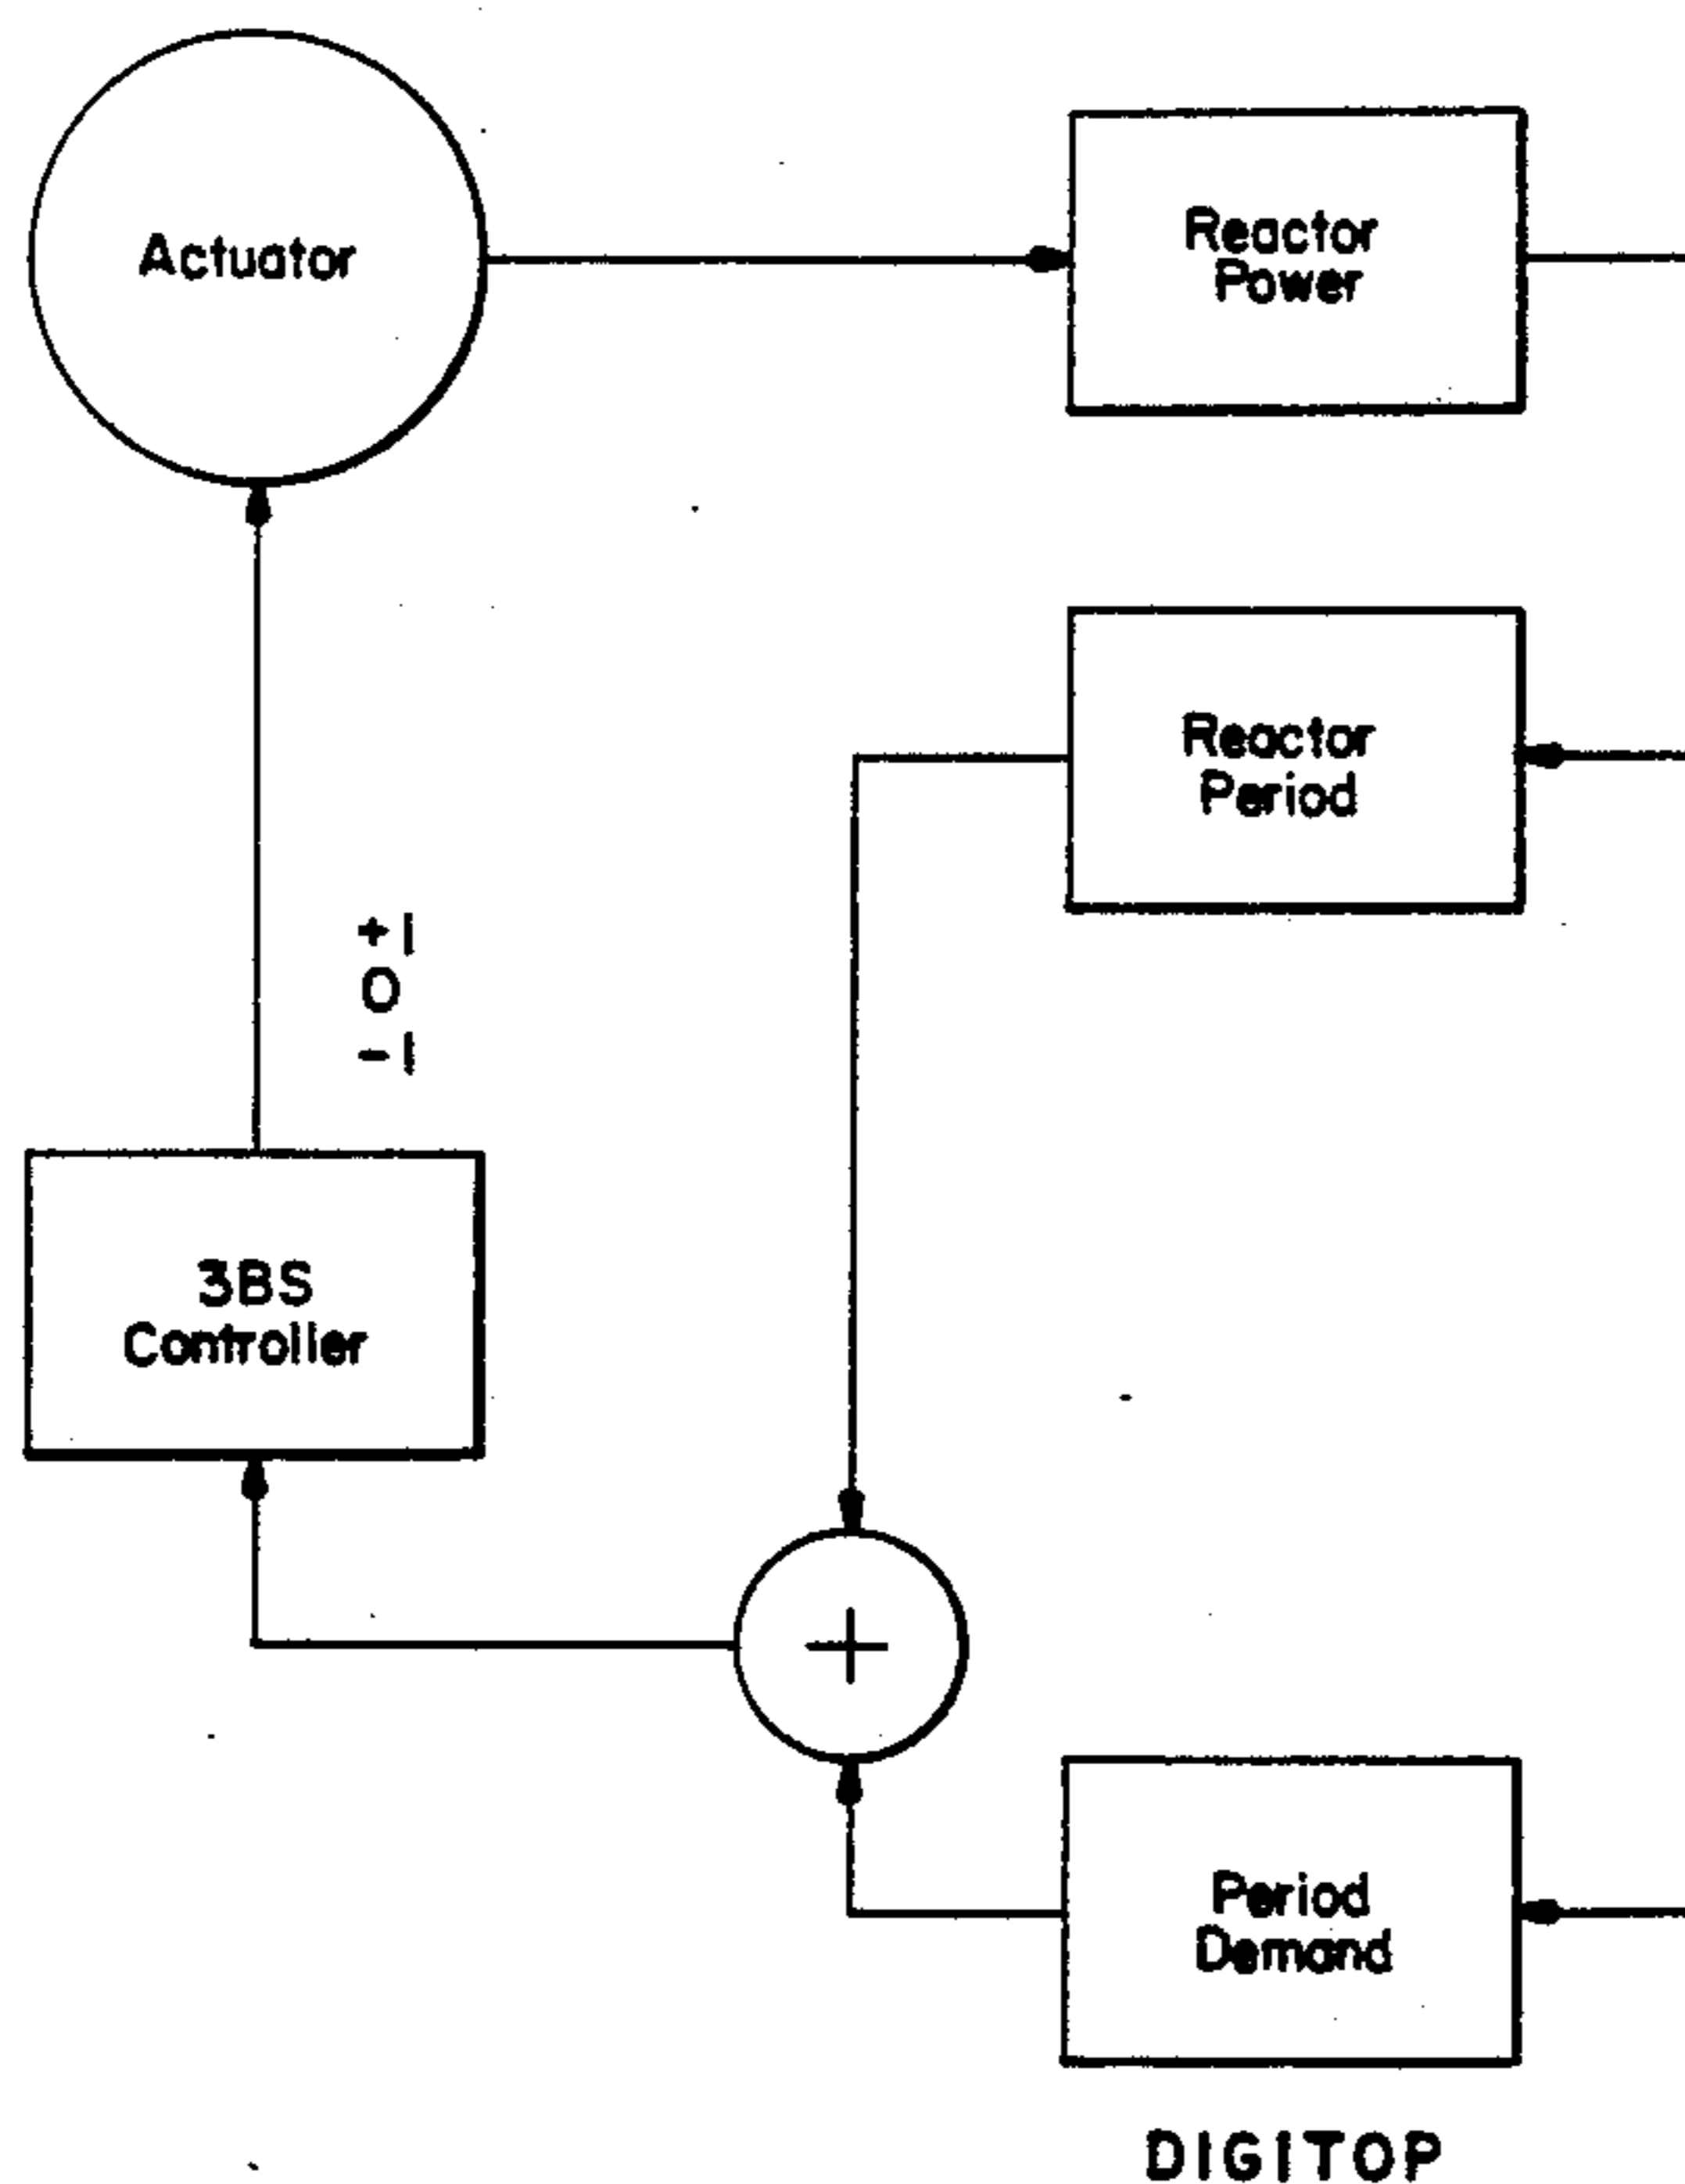 Actuator
Reactor
Power
Reactor
Period
+1
0
-1
3BS
Controller
+
Period
Demand
DIGITOP